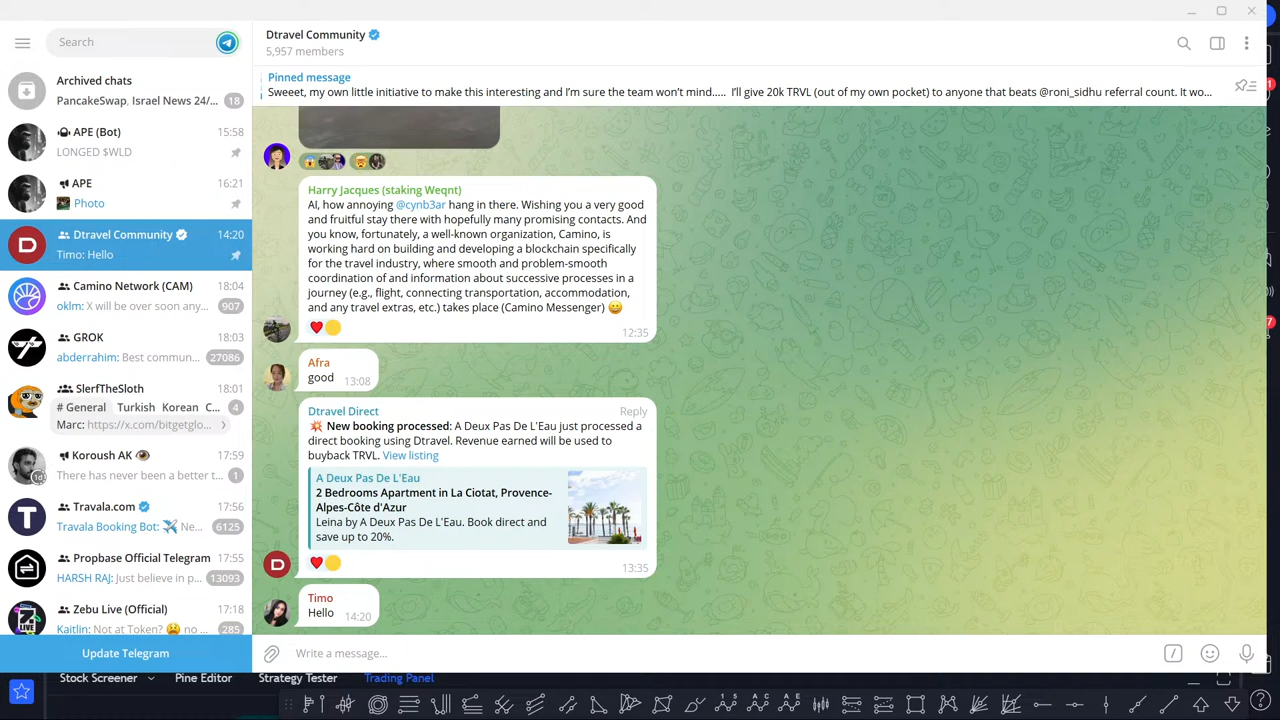 Search
Archived chats
PancakeSwap, Israel News 24/... 18
APE (Bot) 15:58
LONGED $WLD
APE 16:21
Photo
Dtravel Community 14:20
Timo: Hello
Camino Network (CAM) 18:04
oklm: X will be over soon any... 907
GROK 18:03
abderrahim: Best commun... 27086
SlerfTheSloth 18:01
# General Turkish Korean C... 4
Marc: https://x.com/bitgetglo...
Koroush AK 17:59
There has never been a better t... 1
1d
Travala.com 17:56
Travala Booking Bot: ✈️ Ne... 6125
Propbase Official Telegram 17:55
HARSH RAJ: Just believe in p... 13093
Zebu Live (Official) 17:18
Kaitlin: Not at Token? 😫 no ... 285
Update Telegram
Dtravel Community
5,957 members
Pinned message
Sweeet, my own little initiative to make this interesting and I'm sure the team won't mind..... I'll give 20k TRVL (out of my own pocket) to anyone that beats @roni_sidhu referral count. It wo...
Harry Jacques (staking Weqnt)
AI, how annoying @cynb3ar hang in there. Wishing you a very good
and fruitful stay there with hopefully many promising contacts. And
you know, fortunately, a well-known organization, Camino, is
working hard on building and developing a blockchain specifically
for the travel industry, where smooth and problem-smooth
coordination of and information about successive processes in a
journey (e.g., flight, connecting transportation, accommodation,
and any travel extras, etc.) takes place (Camino Messenger) 😀
12:35
Afra
good 13:08
Dtravel Direct Reply
💥 New booking processed: A Deux Pas De L'Eau just processed a
direct booking using Dtravel. Revenue earned will be used to
buyback TRVL. View listing
A Deux Pas De L'Eau
2 Bedrooms Apartment in La Ciotat, Provence-
Alpes-Côte d'Azur
Leina by A Deux Pas De L'Eau. Book direct and
save up to 20%.
D
13:35
Timo
Hello 14:20
Write a message...
Stock Screener Pine Editor Strategy Tester Trading Panel